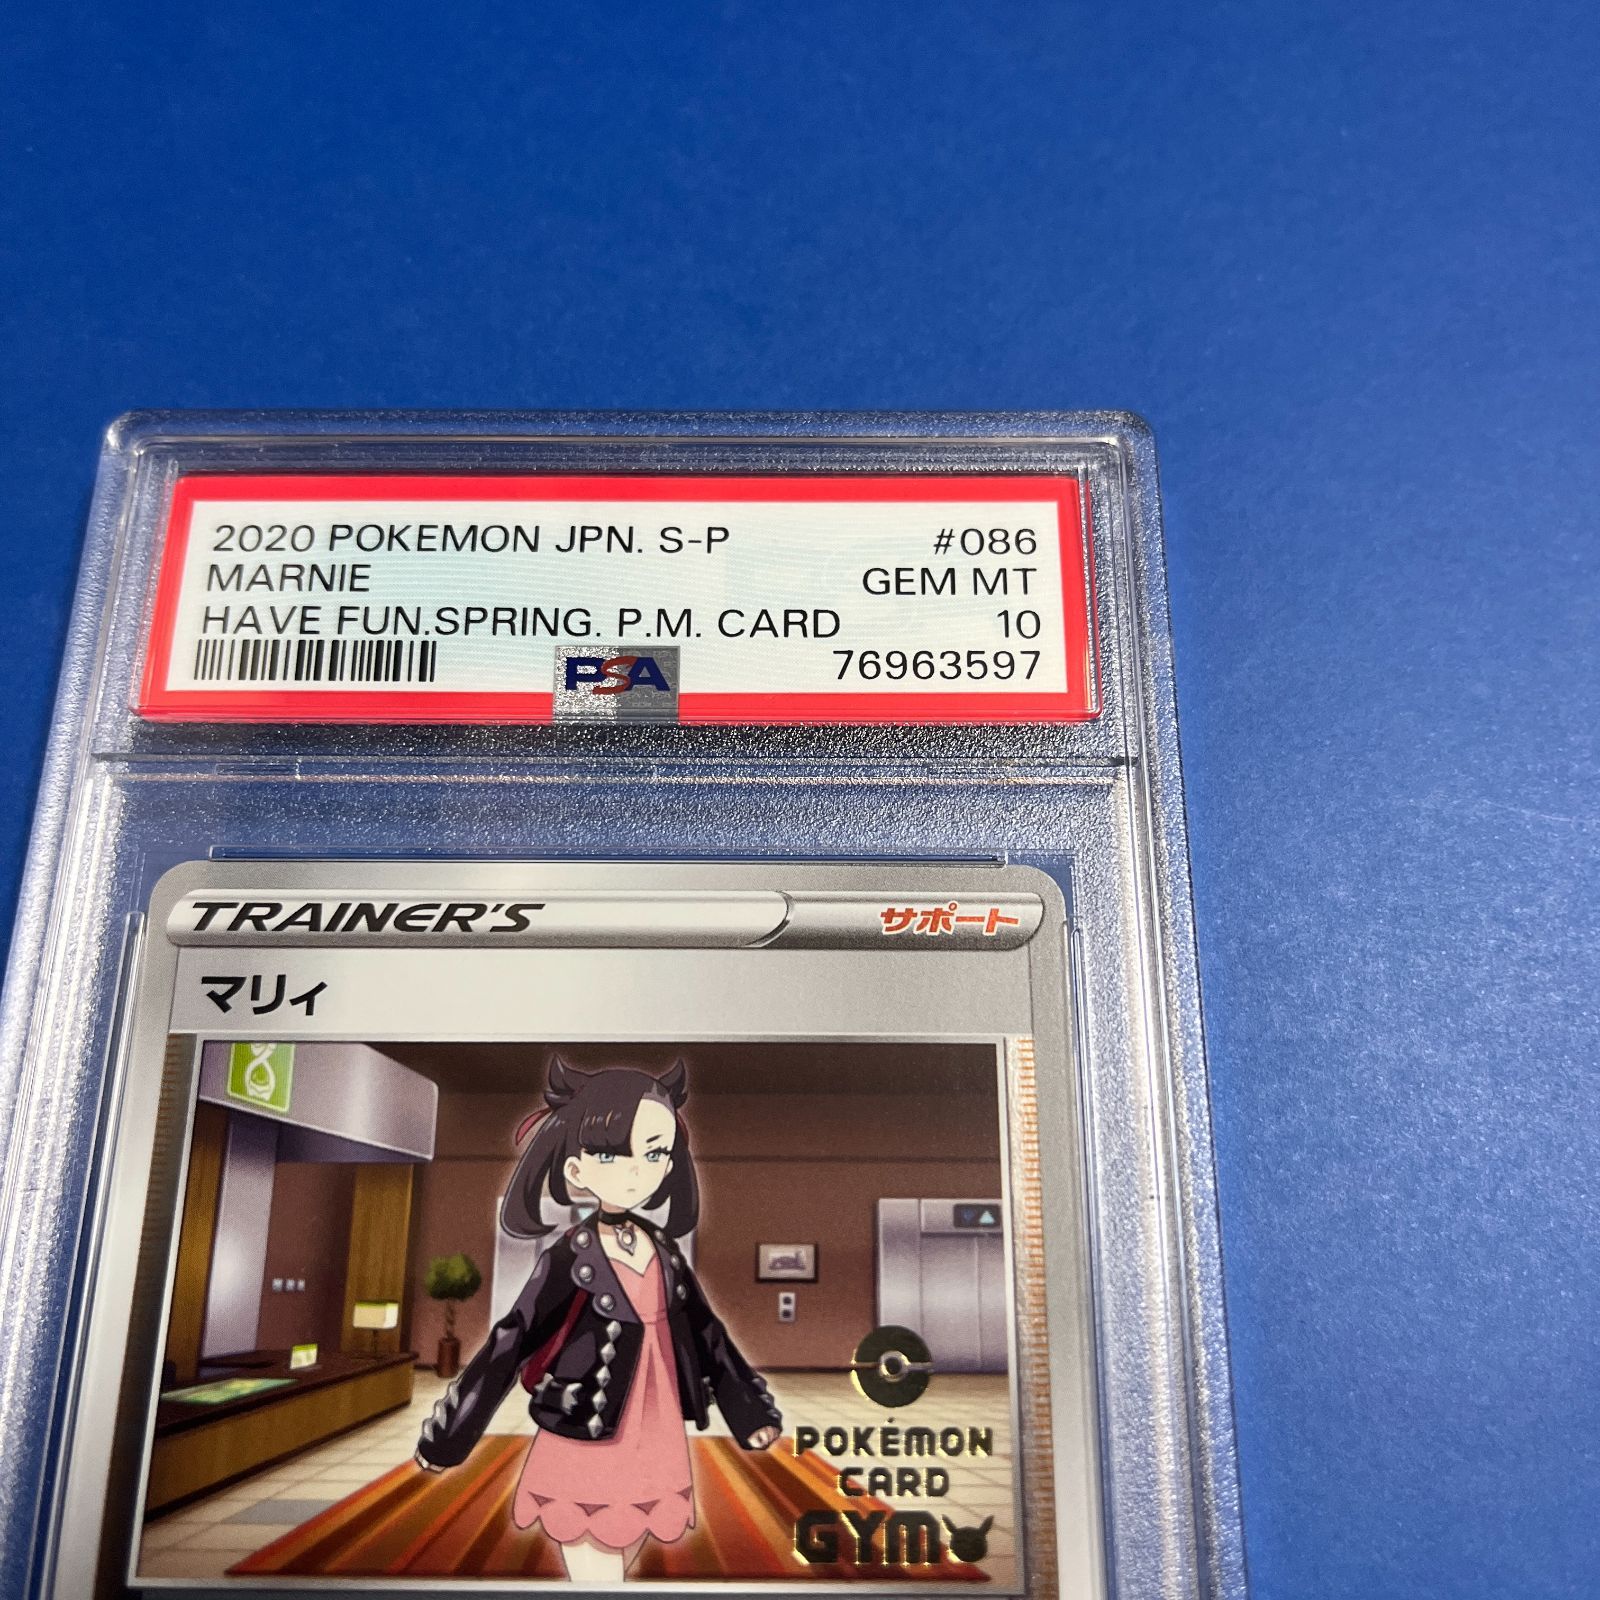 2020 POKEMON JPN. S-P #086
MARNIE GEM MT
HAVE FUN.SPRING. P.M. CARD 10
PSA 76963597
TRAINER'S サポート
マリィ
POKÉMON
CARD
GYM